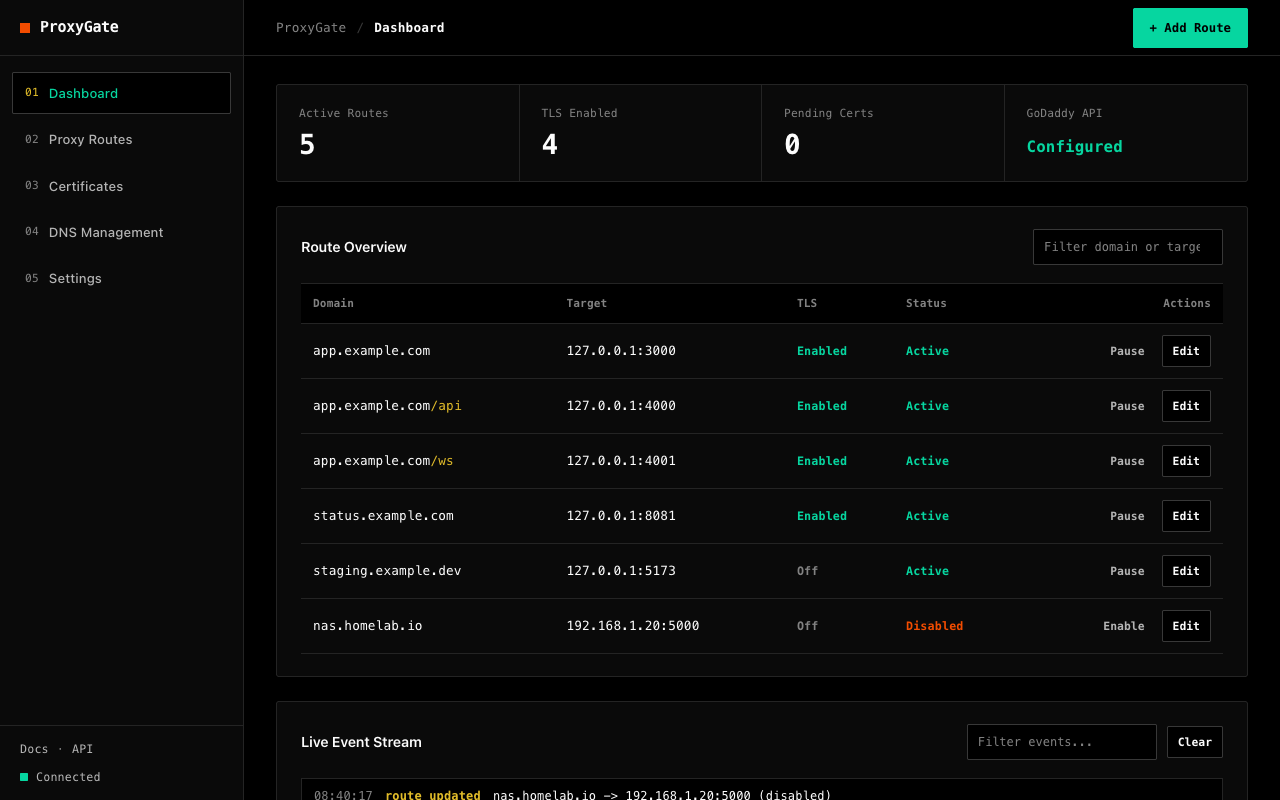 ProxyGate
ProxyGate / Dashboard
+ Add Route
01 Dashboard
02 Proxy Routes
03 Certificates
04 DNS Management
05 Settings
Docs · API
Connected
Active Routes
5
TLS Enabled
4
Pending Certs
0
GoDaddy API
Configured
Route Overview
Filter domain or targe
Domain Target TLS Status Actions
app.example.com 127.0.0.1:3000 Enabled Active Pause Edit
app.example.com/api 127.0.0.1:4000 Enabled Active Pause Edit
app.example.com/ws 127.0.0.1:4001 Enabled Active Pause Edit
status.example.com 127.0.0.1:8081 Enabled Active Pause Edit
staging.example.dev 127.0.0.1:5173 Off Active Pause Edit
nas.homelab.io 192.168.1.20:5000 Off Disabled Enable Edit
Live Event Stream
Filter events...
Clear
08:40:17 route updated nas.homelab.io —> 192.168.1.20:5000 (disabled)